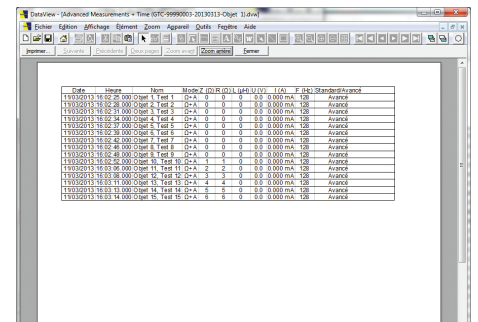 DataView - [Advanced Measurements + Time (GTC-99990003-20130313-Objet 1).dvw]
Fichier Edition Affichage Élément Zoom Appareil Outils Fenêtre Aide
Imprimer... Suivante Précédente Deux pages Zoom avant Zoom arrière Fermer
Date Heure Nom Mode Z (Ω) R (Ω) L (µH) U (V) I (A) F (Hz) Standard/Avancé
11/03/2013 16:02:25.000 Objet 1, Test 1 Ω+A 0 0 0 0.0 0.000 mA 128 Avancé
11/03/2013 16:02:28.000 Objet 2, Test 2 Ω+A 0 0 0 0.0 0.000 mA 128 Avancé
11/03/2013 16:02:31.000 Objet 3, Test 3 Ω+A 0 0 0 0.0 0.000 mA 128 Avancé
11/03/2013 16:02:34.000 Objet 4, Test 4 Ω+A 0 0 0 0.0 0.000 mA 128 Avancé
11/03/2013 16:02:37.000 Objet 5, Test 5 Ω+A 0 0 0 0.0 0.000 mA 128 Avancé
11/03/2013 16:02:39.000 Objet 6, Test 6 Ω+A 0 0 0 0.0 0.000 mA 128 Avancé
11/03/2013 16:02:42.000 Objet 7, Test 7 Ω+A 0 0 0 0.0 0.000 mA 128 Avancé
11/03/2013 16:02:46.000 Objet 8, Test 8 Ω+A 0 0 0 0.0 0.000 mA 128 Avancé
11/03/2013 16:02:49.000 Objet 9, Test 9 Ω+A 0 0 0 0.0 0.000 mA 128 Avancé
11/03/2013 16:02:52.000 Objet 10, Test 10 Ω+A 1 1 0 0.0 0.000 mA 128 Avancé
11/03/2013 16:03:06.000 Objet 11, Test 11 Ω+A 2 2 0 0.0 0.000 mA 128 Avancé
11/03/2013 16:03:08.000 Objet 12, Test 12 Ω+A 3 3 0 0.0 0.000 mA 128 Avancé
11/03/2013 16:03:11.000 Objet 13, Test 13 Ω+A 4 4 0 0.0 0.000 mA 128 Avancé
11/03/2013 16:03:13.000 Objet 14, Test 14 Ω+A 5 5 0 0.0 0.000 mA 128 Avancé
11/03/2013 16:03:14.000 Objet 15, Test 15 Ω+A 6 6 0 0.0 0.000 mA 128 Avancé